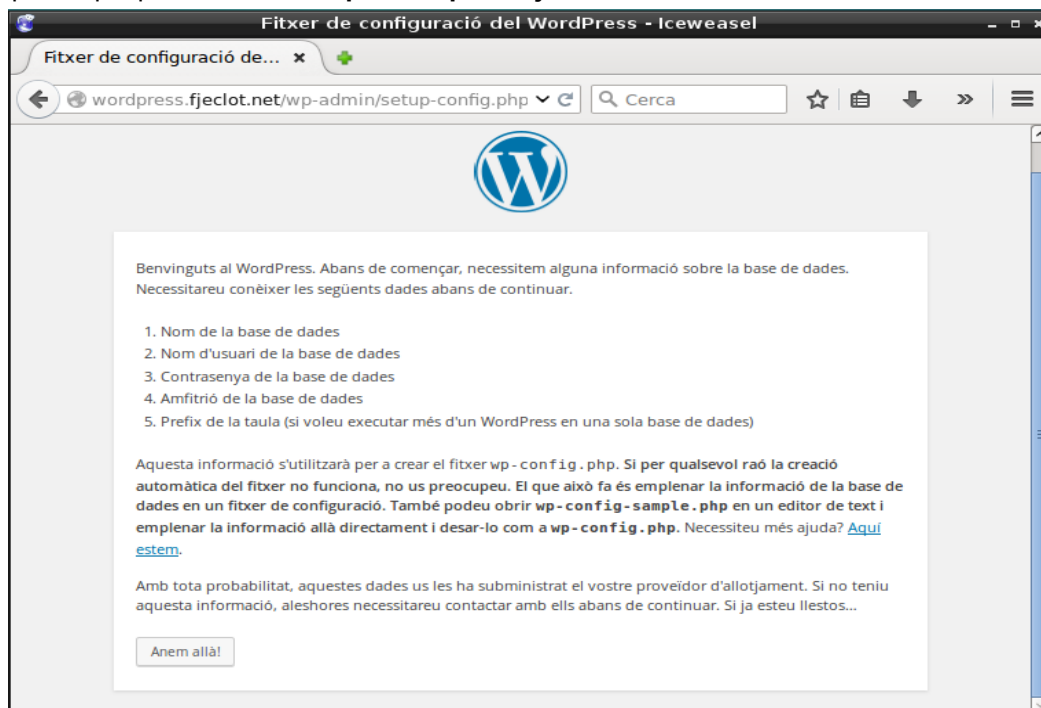 Fitxer de configuració del WordPress - Iceweasel
Fitxer de configuració de...
wordpress.fjeclot.net/wp-admin/setup-config.php
Cerca
Benvinguts al WordPress. Abans de començar, necessitem alguna informació sobre la base de dades.
Necessitareu conèixer les següents dades abans de continuar.
1. Nom de la base de dades
2. Nom d'usuari de la base de dades
3. Contrasenya de la base de dades
4. Amfitrió de la base de dades
5. Prefix de la taula (si voleu executar més d'un WordPress en una sola base de dades)
Aquesta informació s'utilitzarà per a crear el fitxer wp-config.php. Si per qualsevol raó la creació
automàtica del fitxer no funciona, no us preocupeu. El que això fa és emplenar la informació de la base de
dades en un fitxer de configuració. També podeu obrir wp-config-sample.php en un editor de text i
emplenar la informació allà directament i desar-lo com a wp-config.php. Necessiteu més ajuda? Aquí
estem.
Amb tota probabilitat, aquestes dades us les ha subministrat el vostre proveïdor d'allotjament. Si no teniu
aquesta informació, aleshores necessitareu contactar amb ells abans de continuar. Si ja esteu llestos...
Anem allà!